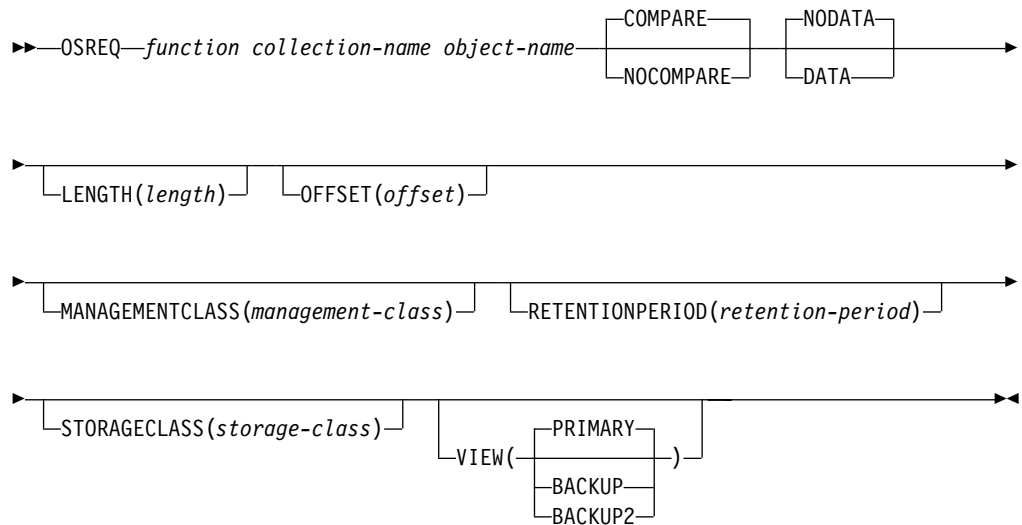 COMPARE NODATA
OSREQ function collection-name object-name
NOCOMPARE DATA
LENGTH(length) OFFSET(offset)
MANAGEMENTCLASS(management-class) RETENTIONPERIOD(retention-period)
STORAGECLASS(storage-class)
PRIMARY
VIEW( )
BACKUP
BACKUP2